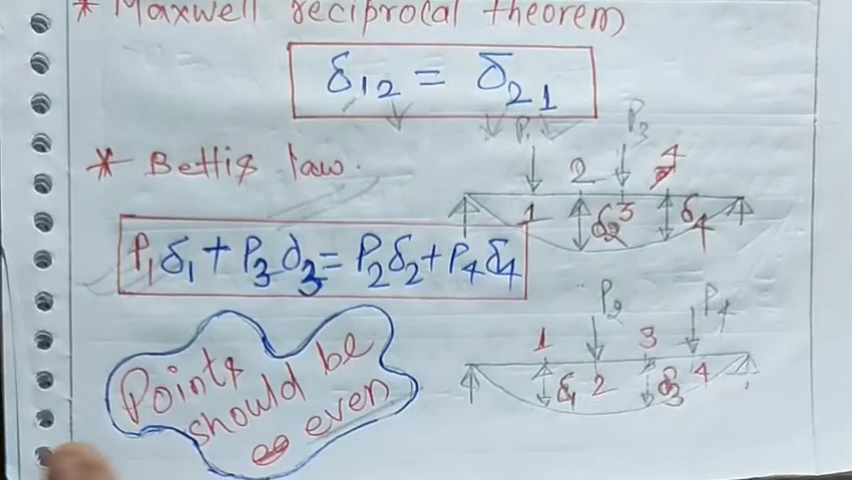 * Maxwell reciprocal theorem
δ12 = δ21
* Bettis law.
P1δ1 + P3δ3 = P2δ2 + P4δ4
Points
should be
even
P1 P3
2 4
1 δ2 3 δ4
P2 P4
1 3
δ1 2 δ3 4